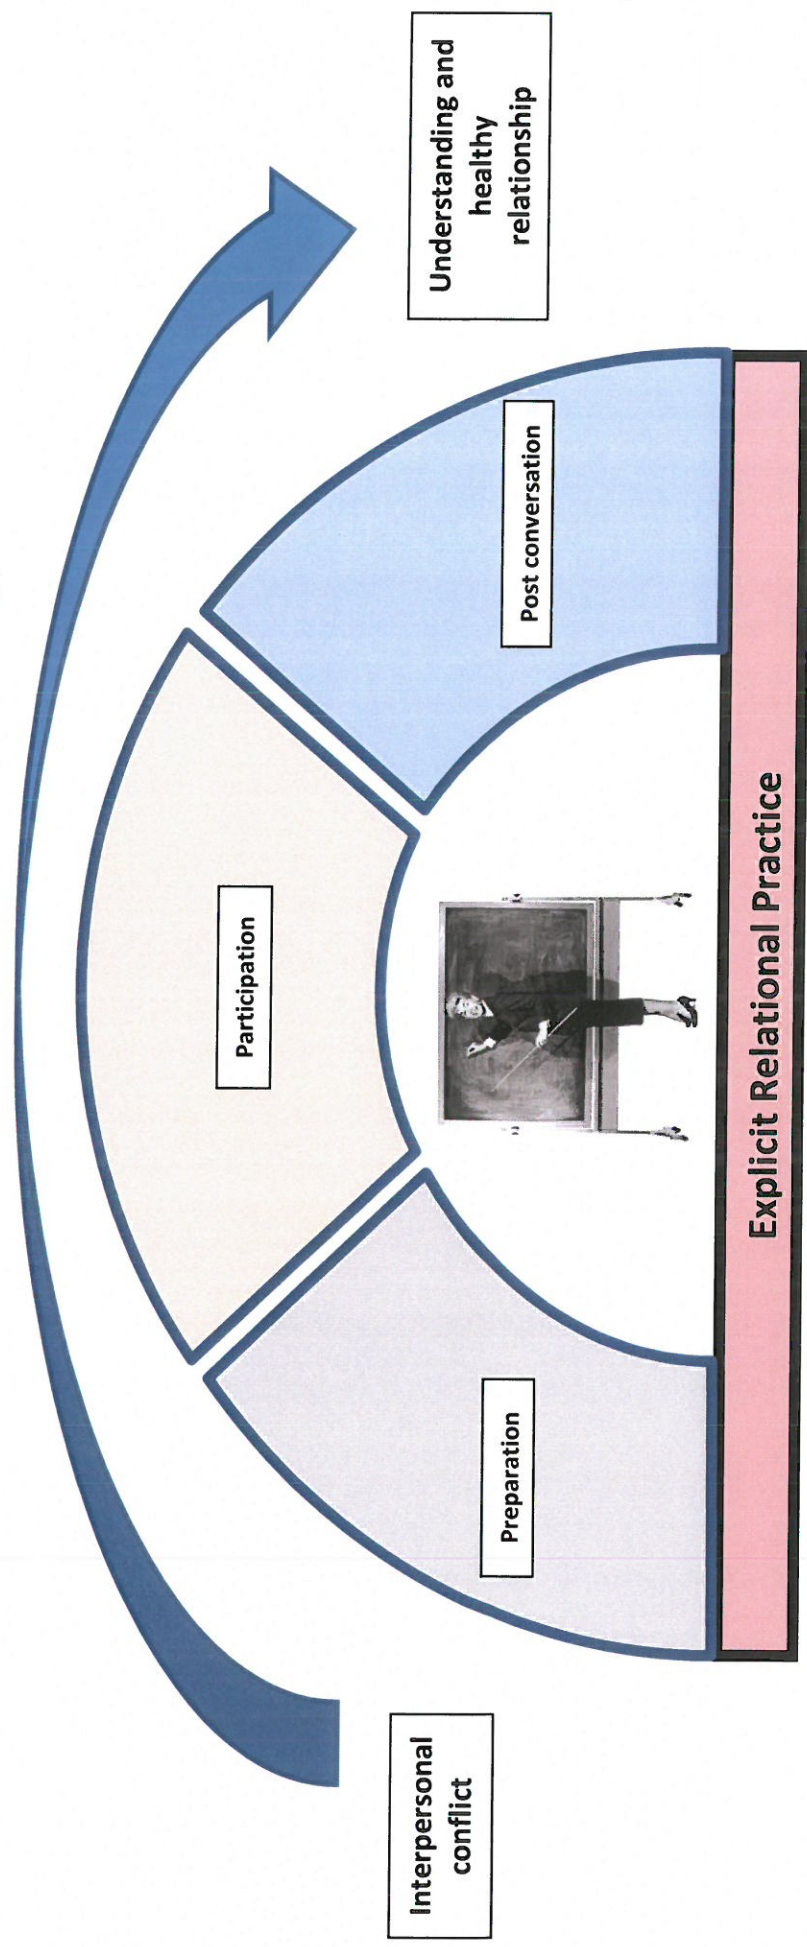 Interpersonal
conflict
Preparation
Participation
Post conversation
Understanding and
healthy
relationship
Explicit Relational Practice